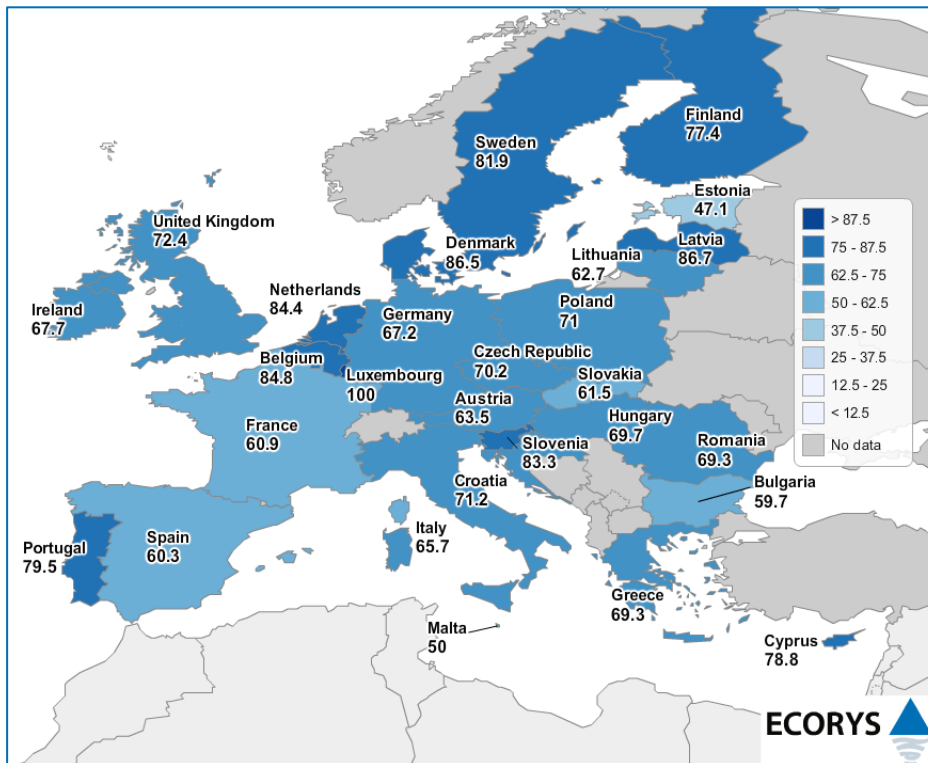 Finland
77.4
Sweden
81.9
Estonia
47.1
United Kingdom
72.4
Denmark
86.5
Lithuania
62.7
Latvia
86.7
> 87.5
75 - 87.5
62.5 - 75
50 - 62.5
37.5 - 50
25 - 37.5
12.5 - 25
< 12.5
No data
Ireland
67.7
Netherlands
84.4
Germany
67.2
Poland
71
Belgium
84.8
Luxembourg
100
Czech Republic
70.2
Slovakia
61.5
Austria
63.5
France
60.9
Hungary
69.7
Romania
69.3
Slovenia
83.3
Croatia
71.2
Bulgaria
59.7
Portugal
79.5
Spain
60.3
Italy
65.7
Greece
69.3
Malta
50
Cyprus
78.8
ECORYS